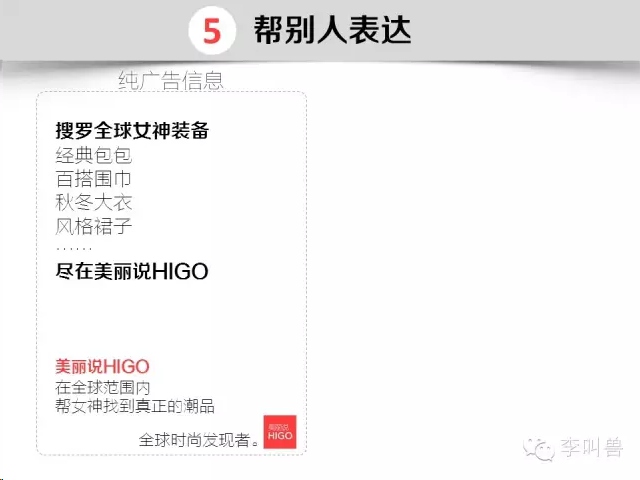 5 帮别人表达
纯广告信息
搜罗全球女神装备
经典包包
百搭围巾
秋冬大衣
风格裙子
……
尽在美丽说HIGO
美丽说HIGO
在全球范围内
帮女神找到真正的潮品
全球时尚发现者。
美丽说
HIGO
李叫兽